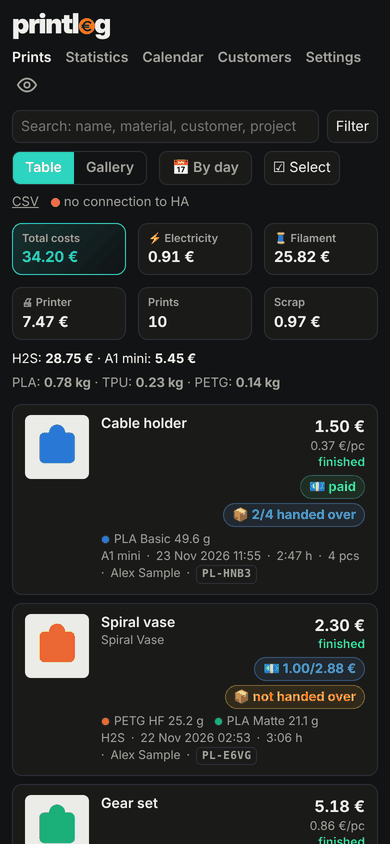 printlog
Prints Statistics Calendar Customers Settings
Search: name, material, customer, project
Filter
Table Gallery 📅 By day ☑ Select
CSV ● no connection to HA
Total costs
34.20 €
⚡ Electricity
0.91 €
🧵 Filament
25.82 €
🖨 Printer
7.47 €
Prints
10
Scrap
0.97 €
H2S: 28.75 € · A1 mini: 5.45 €
PLA: 0.78 kg · TPU: 0.23 kg · PETG: 0.14 kg
Cable holder
1.50 €
0.37 €/pc
finished
💶 paid
📦 2/4 handed over
● PLA Basic 49.6 g
A1 mini · 23 Nov 2026 11:55 · 2:47 h · 4 pcs
· Alex Sample · PL-HNB3
Spiral vase
2.30 €
Spiral Vase
finished
💶 1.00/2.88 €
📦 not handed over
● PETG HF 25.2 g ● PLA Matte 21.1 g
H2S · 22 Nov 2026 02:53 · 3:06 h
· Alex Sample · PL-E6VG
Gear set
5.18 €
0.86 €/pc
finished